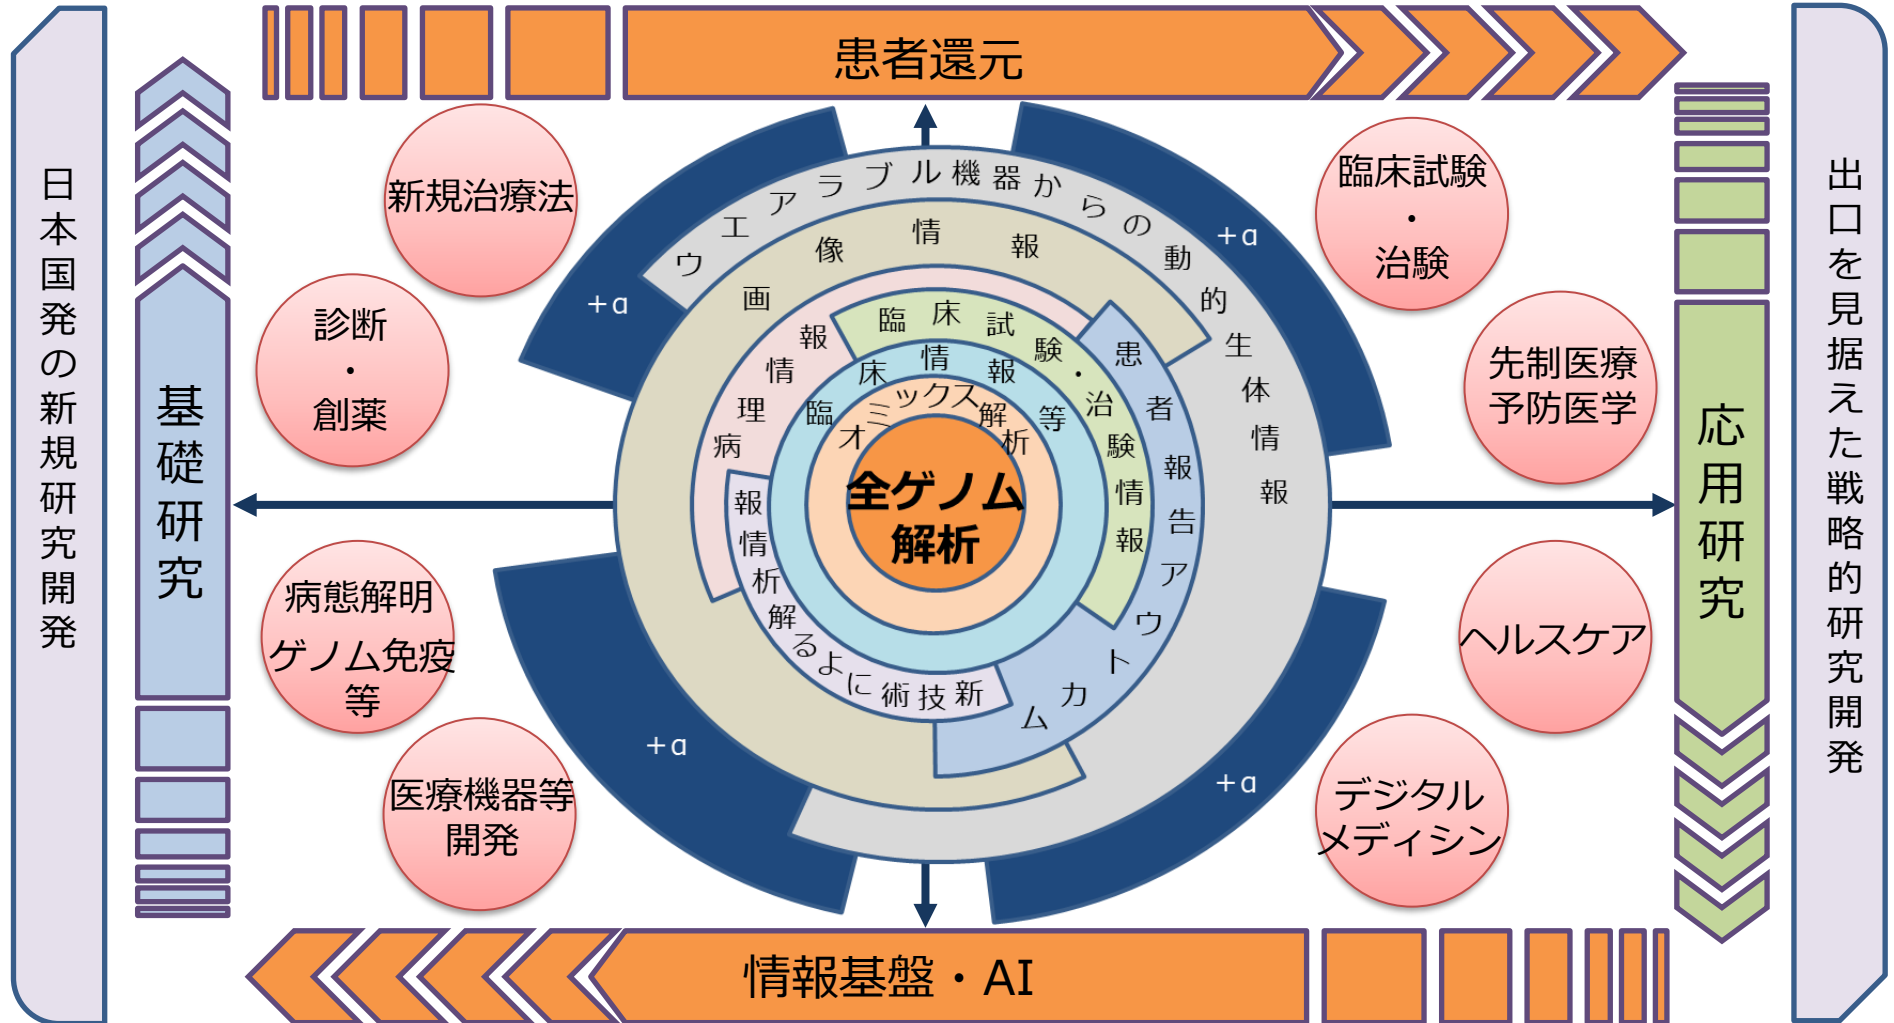 患者還元
日本国発の新規研究開発
基礎研究
新規治療法
診断
・
創薬
病態解明
ゲノム免疫
等
医療機器等
開発
+α
+α
+α
+α
ウエアラブル機器からの動的生体情報
画像情報
病理情報
臨床試験・治験情報
患者報告アウトカム
臨床情報等
オミックス解析
全ゲノム
解析
新技術による解析情報
臨床試験
・
治験
先制医療
予防医学
ヘルスケア
デジタル
メディシン
応用研究
出口を見据えた戦略的研究開発
情報基盤・AI